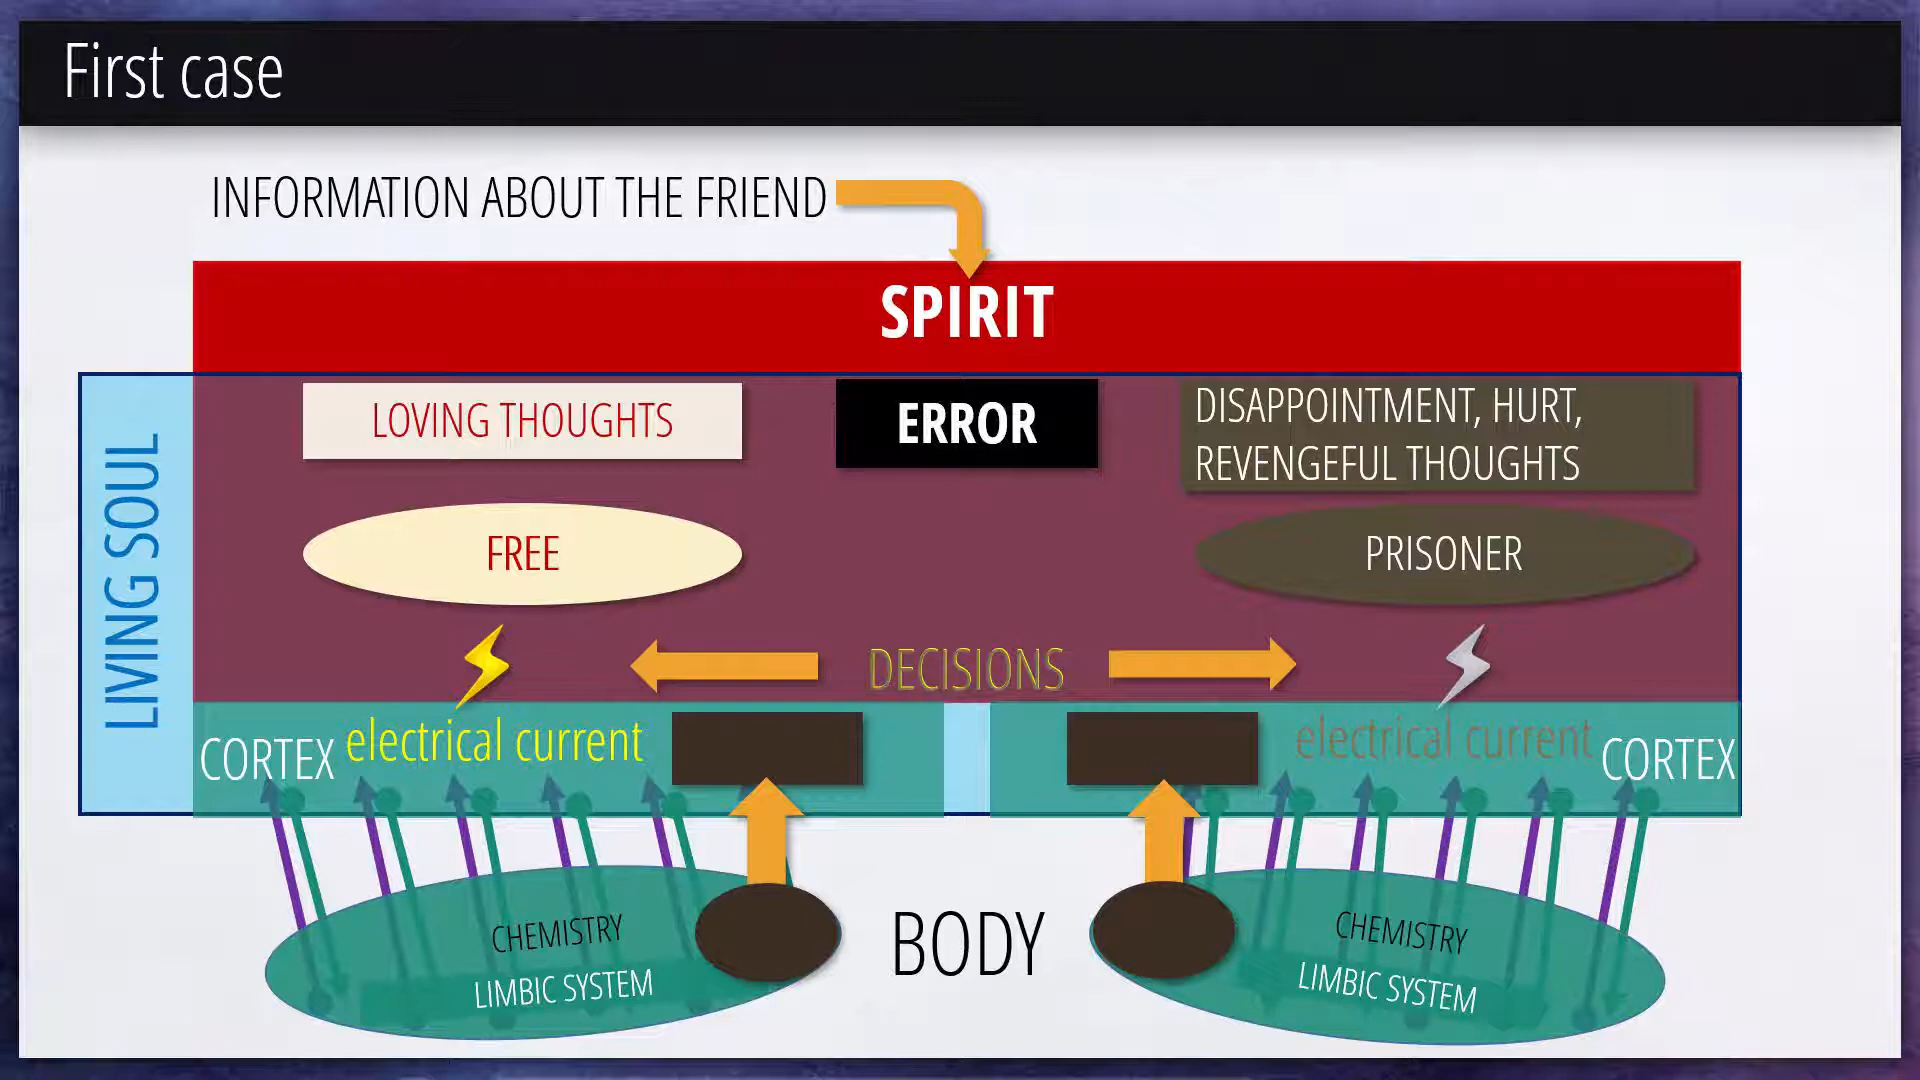 First case
INFORMATION ABOUT THE FRIEND
SPIRIT
LIVING SOUL
LOVING THOUGHTS
ERROR
DISAPPOINTMENT, HURT,
REVENGEFUL THOUGHTS
FREE
PRISONER
DECISIONS
CORTEX
electrical current
electrical current
CORTEX
CHEMISTRY
LIMBIC SYSTEM
BODY
CHEMISTRY
LIMBIC SYSTEM